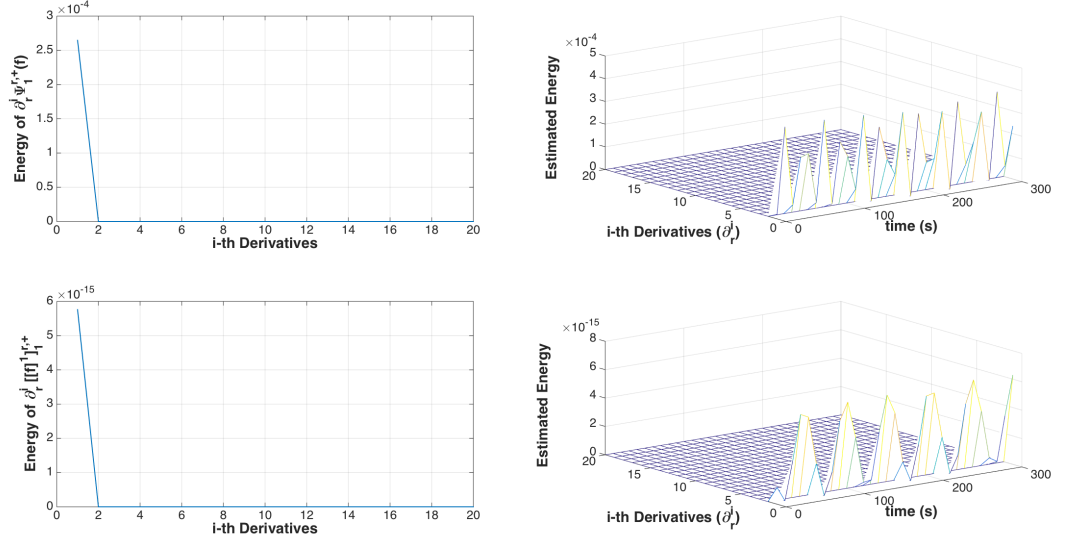 ×10⁻⁴
3
2.5
2
1.5
1
0.5
0
0 2 4 6 8 10 12 14 16 18 20
i-th Derivatives
Energy of ∂ᵢᵣΨ₁ʳ,⁺(f)
×10⁻⁴
5
4
3
2
1
0
Estimated Energy
20 15 10 5 0
i-th Derivatives (∂ᵢᵣ)
0 100 200 300
time (s)
×10⁻¹⁵
6
5
4
3
2
1
0
0 2 4 6 8 10 12 14 16 18 20
i-th Derivatives
Energy of ∂ᵢᵣ [[f]¹]₁ʳ,⁺
×10⁻¹⁵
8
6
4
2
0
Estimated Energy
20 15 10 5 0
i-th Derivatives (∂ᵢᵣ)
0 100 200 300
time (s)